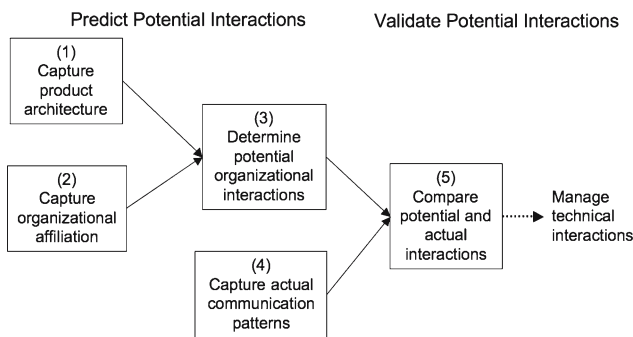 Predict Potential Interactions
Validate Potential Interactions
(1)
Capture
product
architecture
(2)
Capture
organizational
affiliation
(3)
Determine
potential
organizational
interactions
(4)
Capture actual
communication
patterns
(5)
Compare
potential and
actual
interactions
Manage
technical
interactions